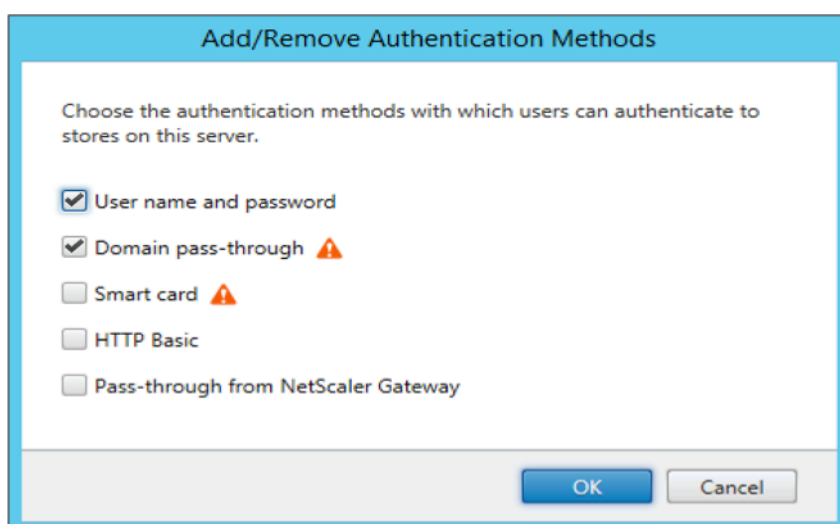 Add/Remove Authentication Methods
Choose the authentication methods with which users can authenticate to
stores on this server.
User name and password
Domain pass-through
Smart card
HTTP Basic
Pass-through from NetScaler Gateway
OK
Cancel